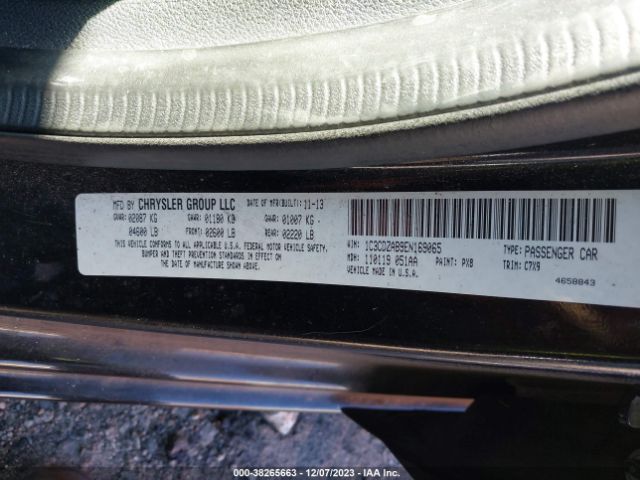 MFD BY CHRYSLER GROUP LLC DATE OF MFR(BUILT): 11-13
GVWR: 02087 KG GAWR: 01180 KG GAWR: 01007 KG
04600 LB FRONT: 02600 LB REAR: 02220 LB
THIS VEHICLE CONFORMS TO ALL APPLICABLE U.S.A. FEDERAL MOTOR VEHICLE SAFETY,
BUMPER AND THEFT PREVENTION STANDARDS IN EFFECT ON THE
DATE OF MANUFACTURE SHOWN ABOVE.
VIN: 1C3CDZAB9EN169065 TYPE: PASSENGER CAR
MDH: 110119 051AA PAINT: PX8 TRIM: C7X9
VEHICLE MADE IN U.S.A.
4658843
000-38265663 - 12/07/2023 - IAA Inc.